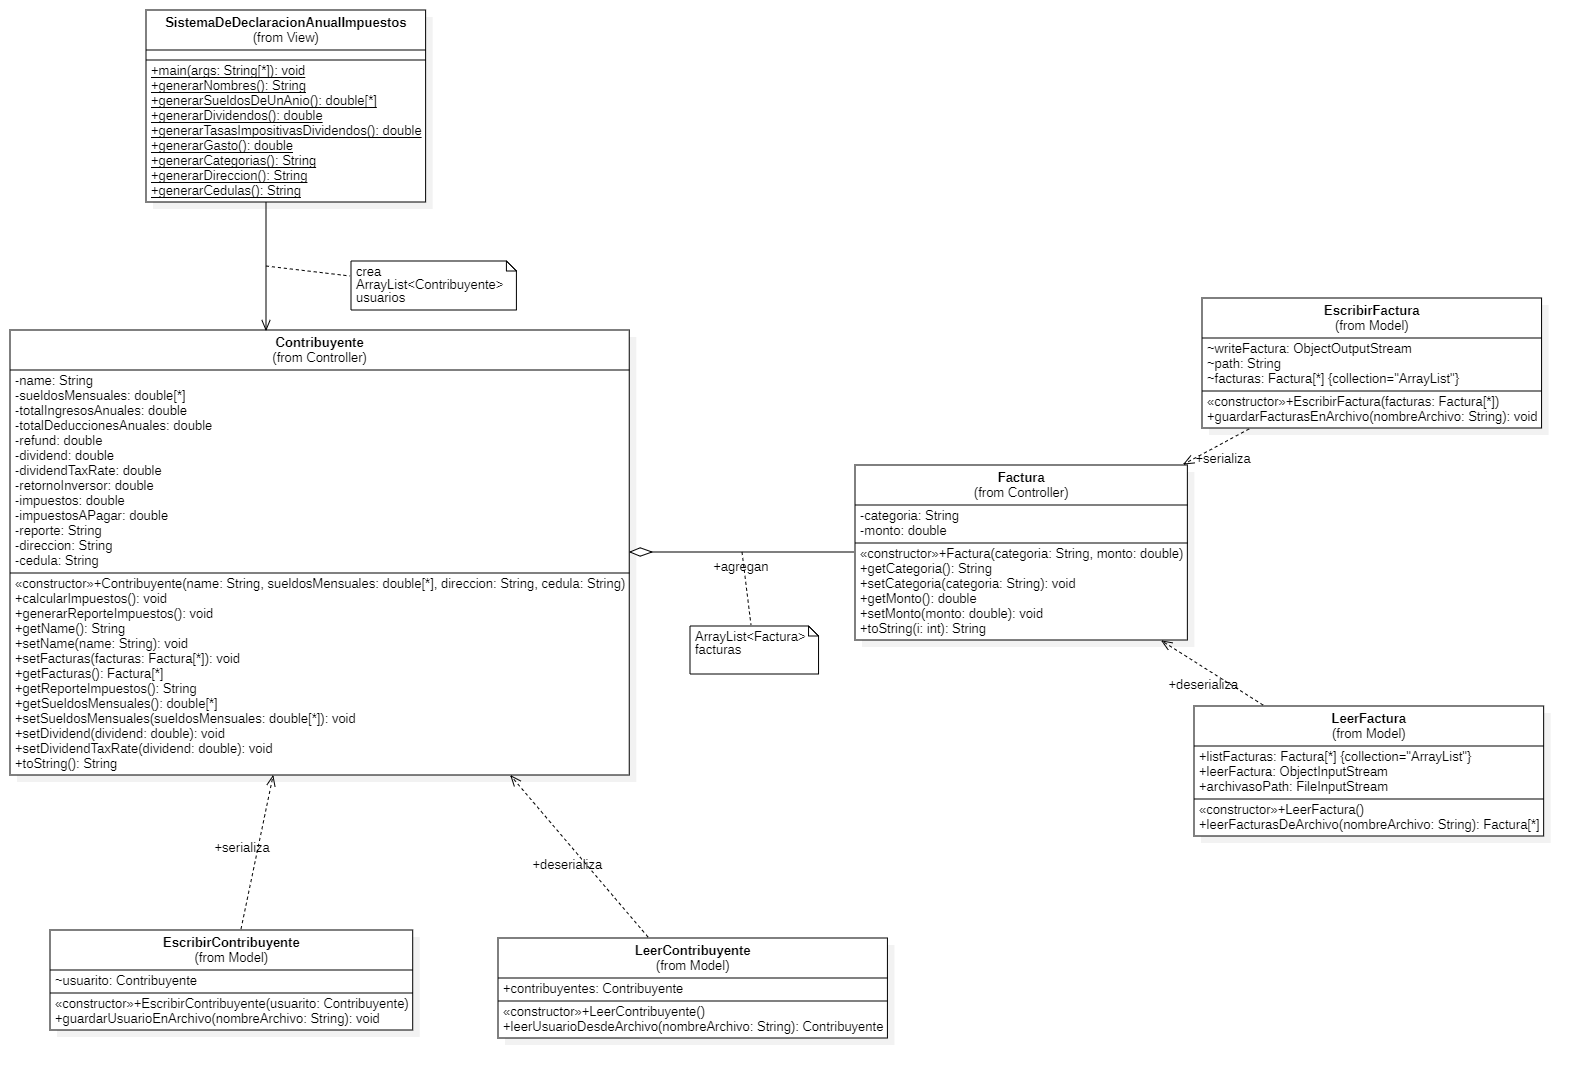 SistemaDeDeclaracionAnualImpuestos
(from View)
+main(args: String[*]): void
+generarNombres(): String
+generarSueldosDeUnAnio(): double[*]
+generarDividendos(): double
+generarTasasImpositivasDividendos(): double
+generarGasto(): double
+generarCategorias(): String
+generarDireccion(): String
+generarCedulas(): String
crea
ArrayList<Contribuyente>
usuarios
Contribuyente
(from Controller)
-name: String
-sueldosMensuales: double[*]
-totalIngresosAnuales: double
-totalDeduccionesAnuales: double
-refund: double
-dividend: double
-dividendTaxRate: double
-retornoInversor: double
-impuestos: double
-impuestosAPagar: double
-reporte: String
-direccion: String
-cedula: String
«constructor»+Contribuyente(name: String, sueldosMensuales: double[*], direccion: String, cedula: String)
+calcularImpuestos(): void
+generarReporteImpuestos(): void
+getName(): String
+setName(name: String): void
+setFacturas(facturas: Factura[*]): void
+getFacturas(): Factura[*]
+getReporteImpuestos(): String
+getSueldosMensuales(): double[*]
+setSueldosMensuales(sueldosMensuales: double[*]): void
+setDividend(dividend: double): void
+setDividendTaxRate(dividend: double): void
+toString(): String
+agregan
ArrayList<Factura>
facturas
EscribirFactura
(from Model)
~writeFactura: ObjectOutputStream
~path: String
~facturas: Factura[*] {collection="ArrayList"}
«constructor»+EscribirFactura(facturas: Factura[*])
+guardarFacturasEnArchivo(nombreArchivo: String): void
+serializa
Factura
(from Controller)
-categoria: String
-monto: double
«constructor»+Factura(categoria: String, monto: double)
+getCategoria(): String
+setCategoria(categoria: String): void
+getMonto(): double
+setMonto(monto: double): void
+toString(i: int): String
+deserializa
LeerFactura
(from Model)
+listFacturas: Factura[*] {collection="ArrayList"}
+leerFactura: ObjectInputStream
+archivasoPath: FileInputStream
«constructor»+LeerFactura()
+leerFacturasDeArchivo(nombreArchivo: String): Factura[*]
+serializa
+deserializa
EscribirContribuyente
(from Model)
~usuarito: Contribuyente
«constructor»+EscribirContribuyente(usuarito: Contribuyente)
+guardarUsuarioEnArchivo(nombreArchivo: String): void
LeerContribuyente
(from Model)
+contribuyentes: Contribuyente
«constructor»+LeerContribuyente()
+leerUsuarioDesdeArchivo(nombreArchivo: String): Contribuyente